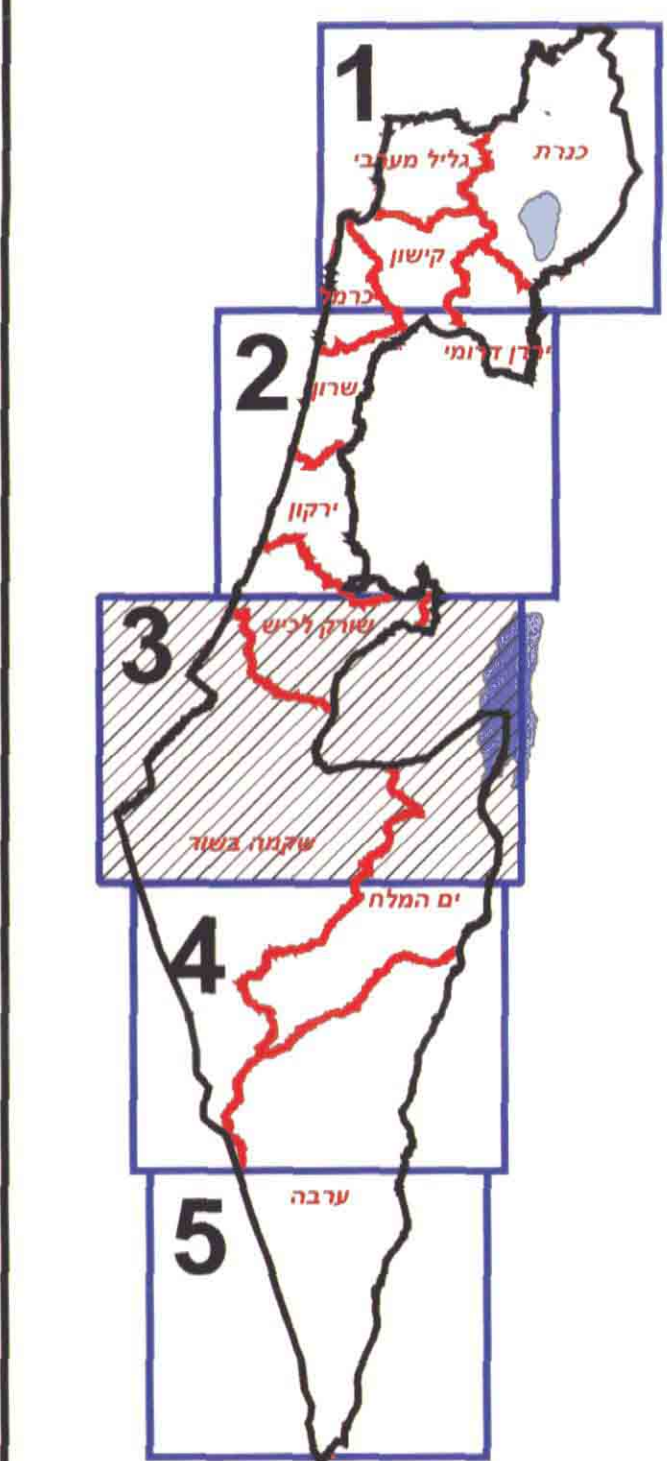 1
גליל מערבי
כנרת
קישון
כרמל
2
ירדן דרומי
שרון
ירקון
3
שורק לכיש
שקמה בשור
ים המלח
4
ערבה
5